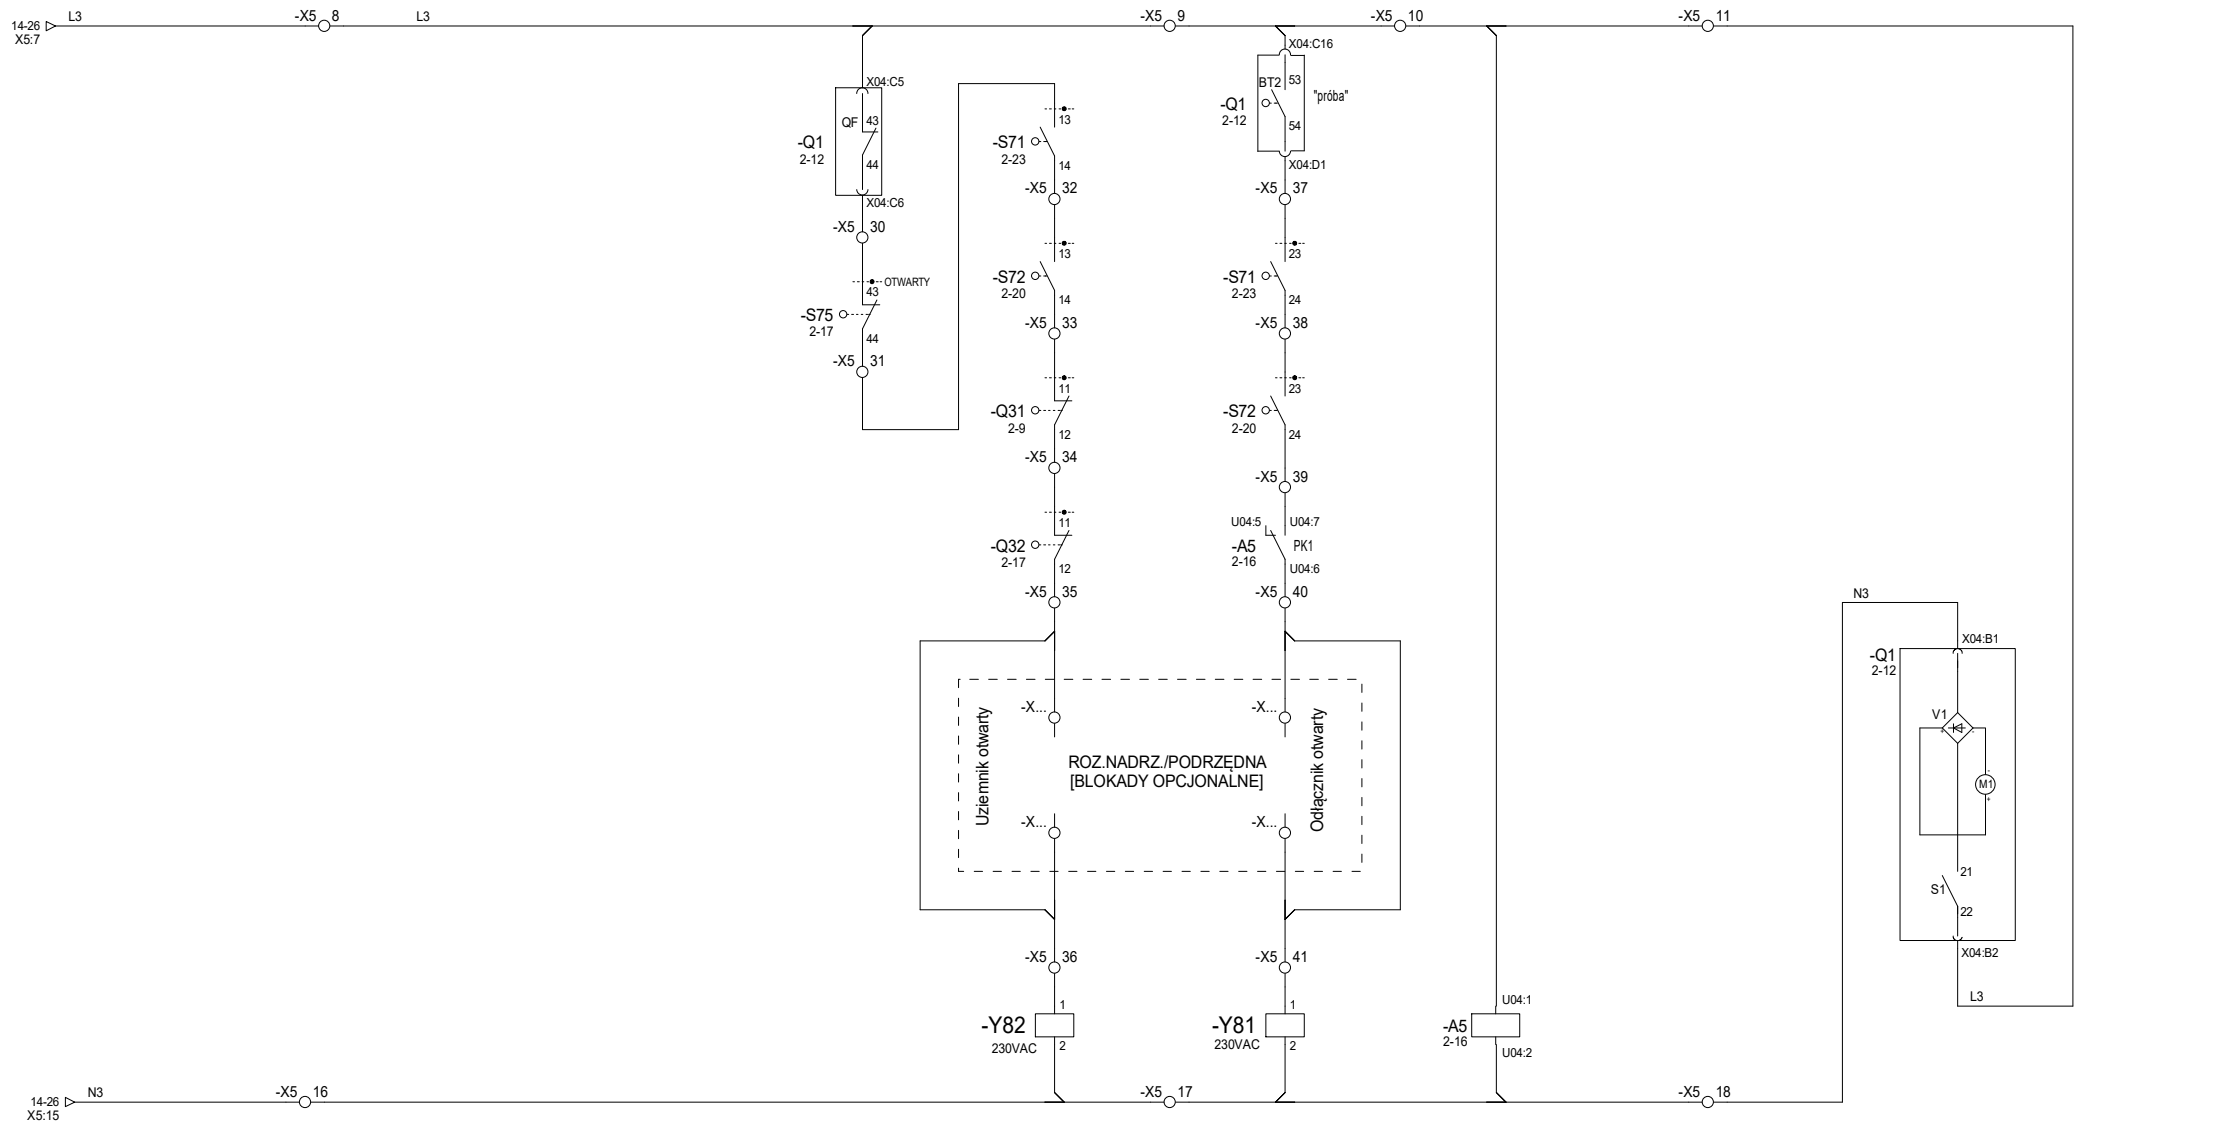 14-26
X5:7
L3
-X5 8
L3
-X5 9
-X5 10
-X5 11
X04:C5
QF 43
-Q1
2-12
44
X04:C6
-X5 30
OTWARTY
43
-S75
2-17
44
-X5 31
13
-S71
2-23
14
-X5 32
13
-S72
2-20
14
-X5 33
11
-Q31
2-9
12
-X5 34
11
-Q32
2-17
12
-X5 35
X04:C16
BT2 53
"próba"
-Q1
2-12
54
X04:D1
-X5 37
23
-S71
2-23
24
-X5 38
23
-S72
2-20
24
-X5 39
U04:5 U04:7
-A5 PK1
2-16
U04:6
-X5 40
-X...
-X...
Uziemnik otwarty
ROZ.NADRZ./PODRZĘDNA
[BLOKADY OPCJONALNE]
Odłącznik otwarty
-X...
-X...
-X5 36
-X5 41
1
-Y82
230VAC
2
1
-Y81
230VAC
2
U04:1
-A5
2-16
U04:2
N3
X04:B1
-Q1
2-12
V1
+ -
-
M1
+
21
S1
22
X04:B2
L3
14-26
X5:15
N3
-X5 16
-X5 17
-X5 18